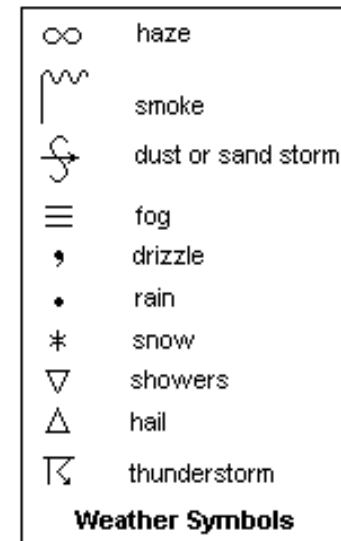 haze
smoke
dust or sand storm
fog
drizzle
rain
snow
showers
hail
thunderstorm
Weather Symbols